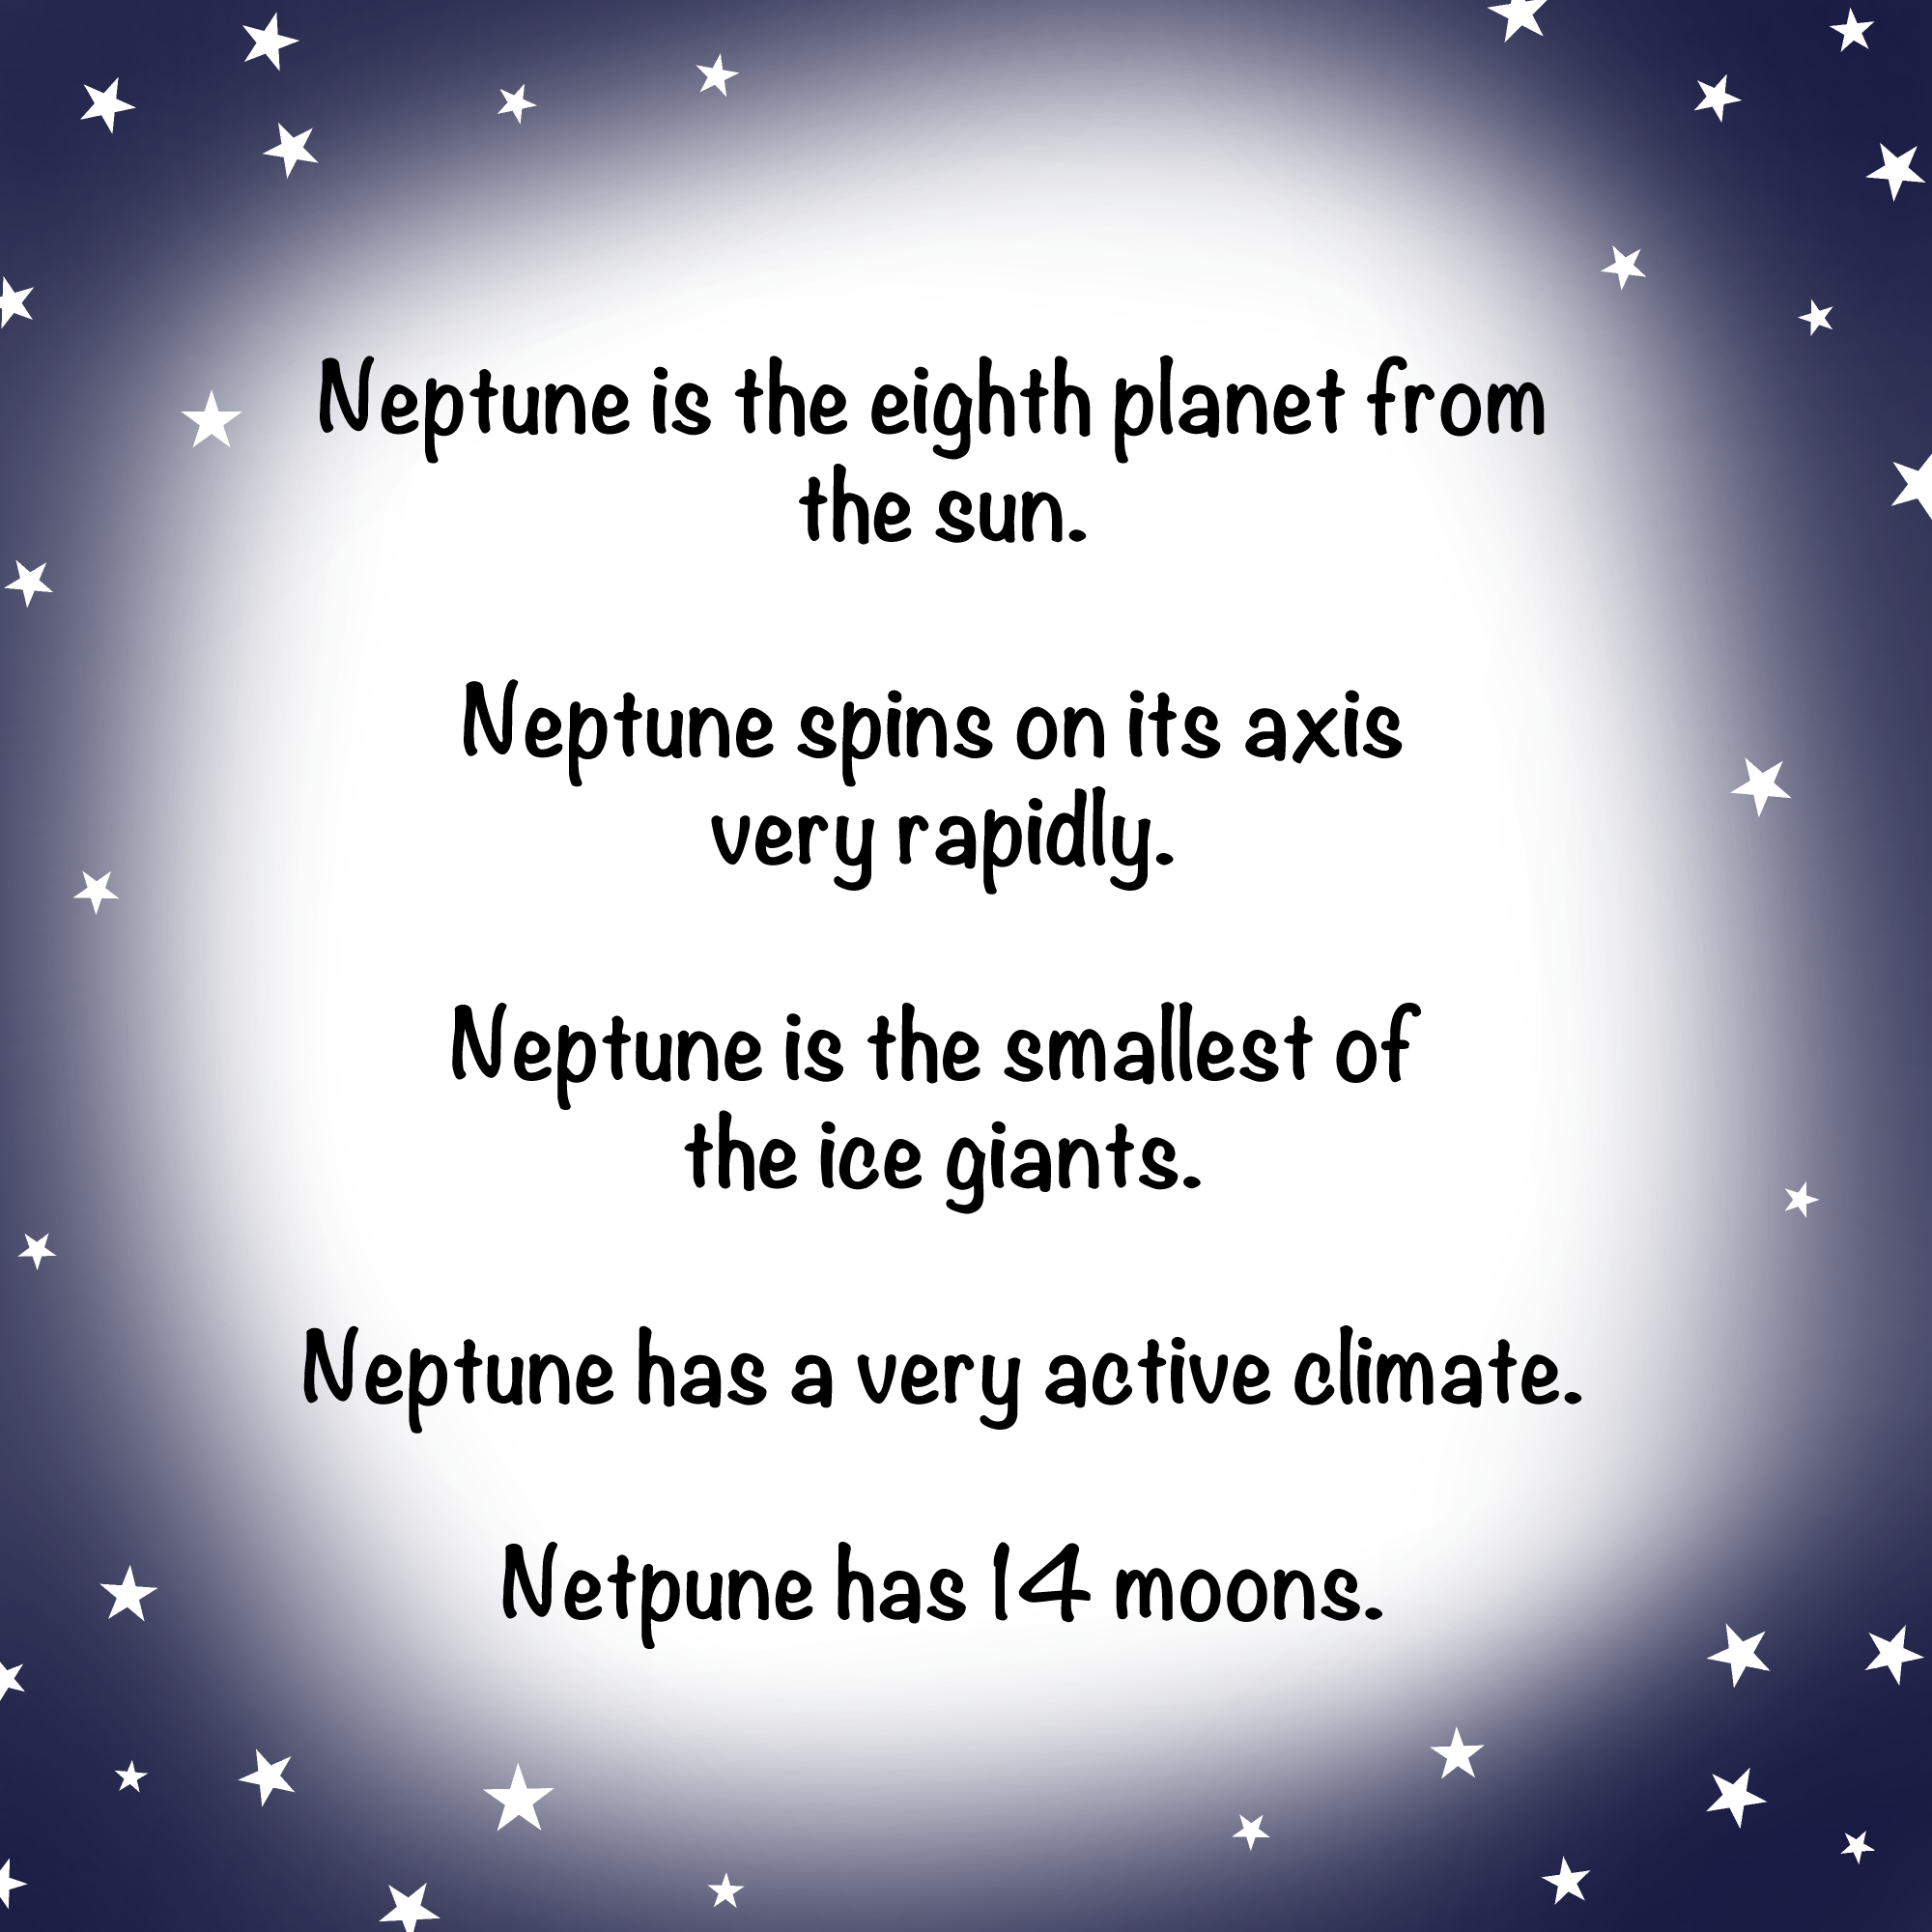 Neptune is the eighth planet from
the sun.
Neptune spins on its axis
very rapidly.
Neptune is the smallest of
the ice giants.
Neptune has a very active climate.
Netpune has 14 moons.